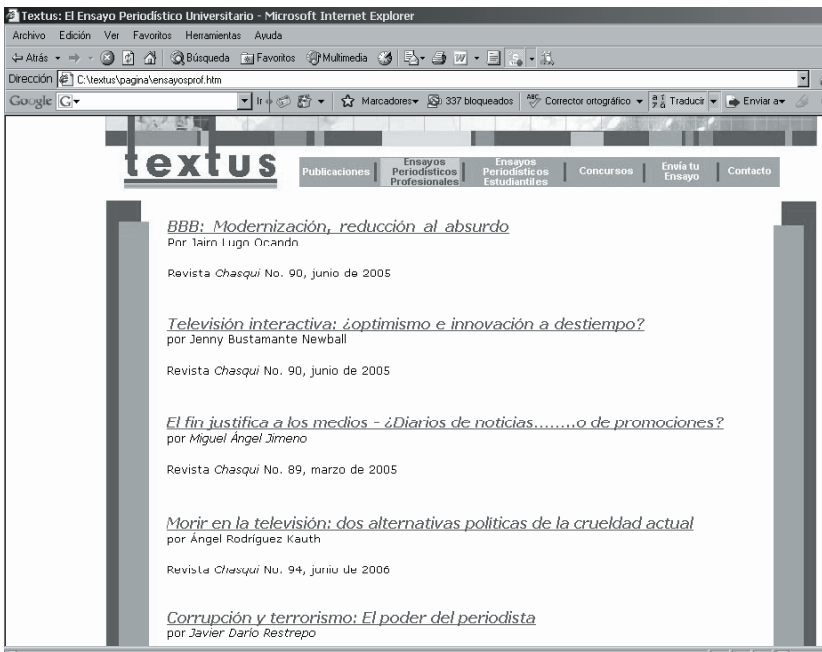 Textus: El Ensayo Periodístico Universitario - Microsoft Internet Explorer
Archivo Edición Ver Favoritos Herramientas Ayuda
Atrás Búsqueda Favoritos Multimedia
Dirección C:\textus\pagina\ensayosprof.htm
Google G Ir Marcadores 337 bloqueados Corrector ortográfico Traducir Enviar a
textus
Publicaciones
Ensayos
Periodísticos
Profesionales
Ensayos
Periodísticos
Estudiantiles
Concursos
Envía tu
Ensayo
Contacto
BBB: Modernización, reducción al absurdo
Por Jairo Lugo Ocando
Revista Chasqui No. 90, junio de 2005
Televisión interactiva: ¿optimismo e innovación a destiempo?
por Jenny Bustamante Newball
Revista Chasqui No. 90, junio de 2005
El fin justifica a los medios - ¿Diarios de noticias........o de promociones?
por Miguel Ángel Jimeno
Revista Chasqui No. 89, marzo de 2005
Morir en la televisión: dos alternativas políticas de la crueldad actual
por Ángel Rodríguez Kauth
Revista Chasqui No. 94, junio de 2006
Corrupción y terrorismo: El poder del periodista
por Javier Darío Restrepo